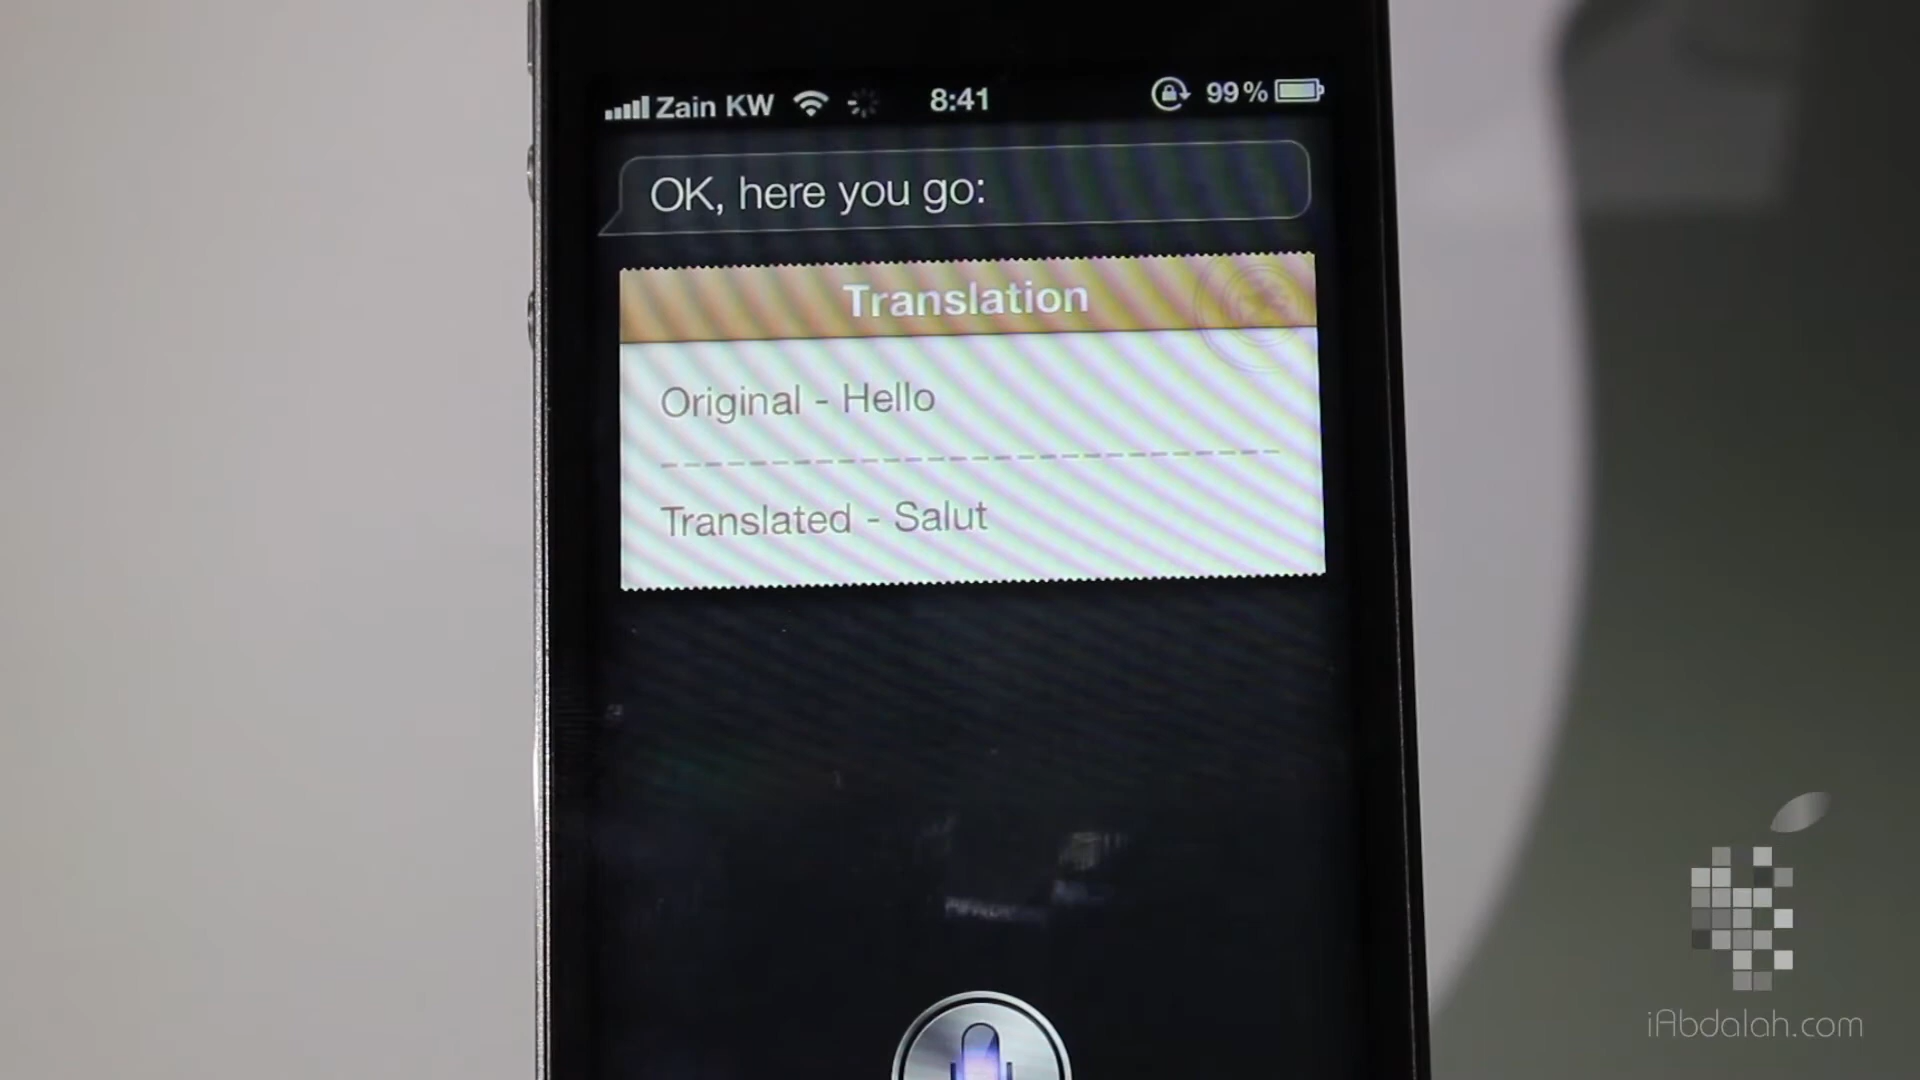 Zain KW 8:41 99%
OK, here you go:
Translation
Original - Hello
Translated - Salut
iAbdalah.com